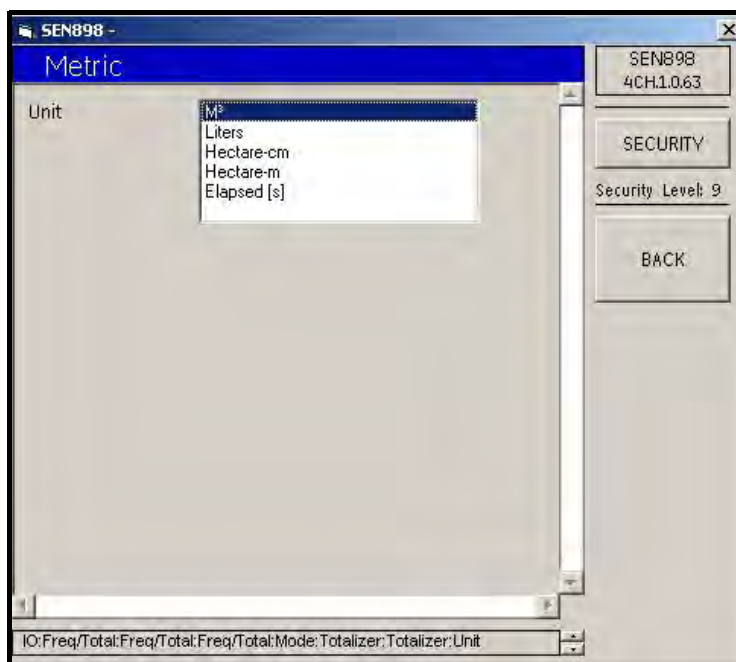 SEN898 -
Metric
Unit
M³
Liters
Hectare-cm
Hectare-m
Elapsed [s]
SEN898
4CH.1.0.63
SECURITY
Security Level: 9
BACK
IO:Freq/Total:Freq/Total:Freq/Total:Mode:Totalizer:Totalizer:Unit